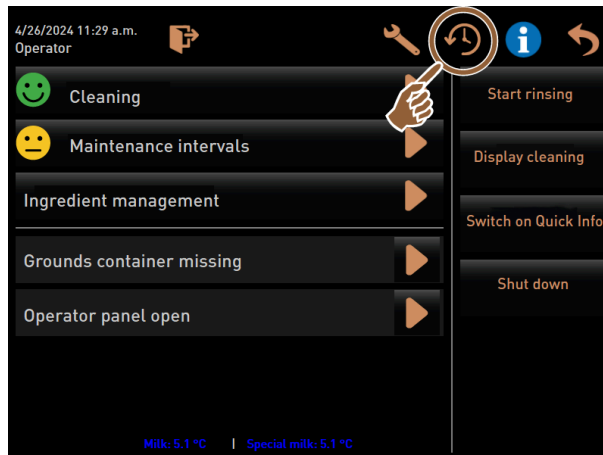 4/26/2024 11:29 a.m.
Operator
Cleaning
Start rinsing
Maintenance intervals
Display cleaning
Ingredient management
Switch on Quick Info
Grounds container missing
Shut down
Operator panel open
Milk: 5.1 °C | Special milk: 5.1 °C